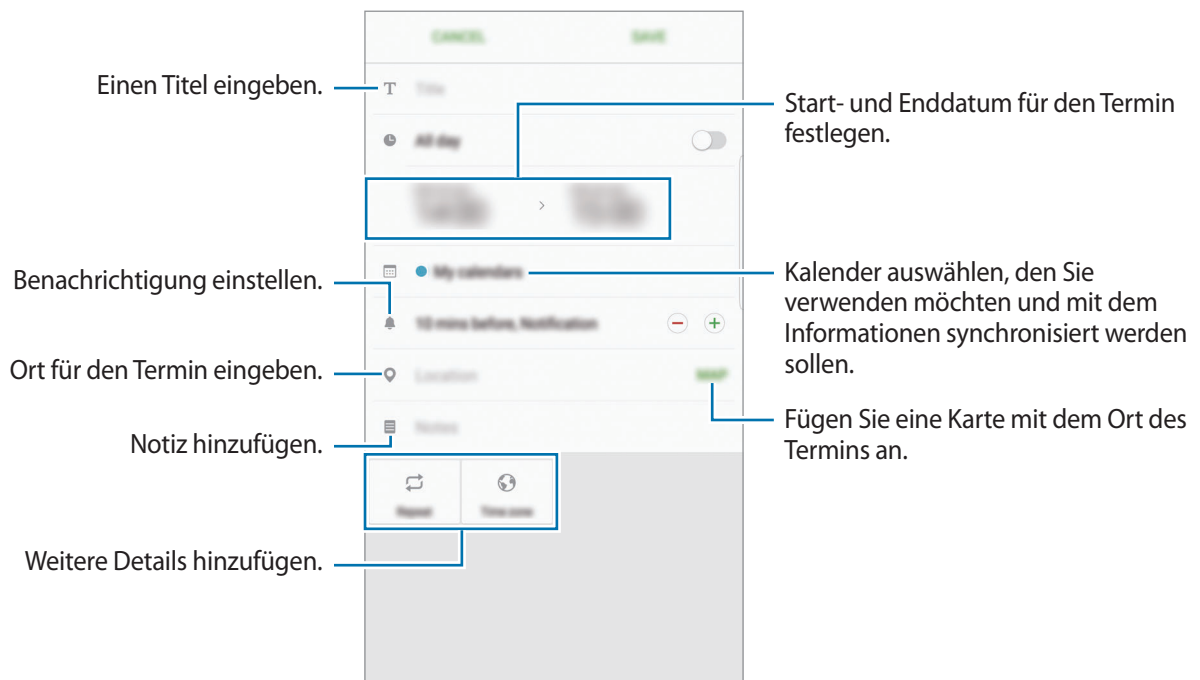 CANCEL
SAVE
Einen Titel eingeben.
Title
Start- und Enddatum für den Termin
festlegen.
All day
Benachrichtigung einstellen.
My calendars
Kalender auswählen, den Sie
verwenden möchten und mit dem
Informationen synchronisiert werden
sollen.
10 mins before, Notification
Ort für den Termin eingeben.
Location
MAP
Fügen Sie eine Karte mit dem Ort des
Termins an.
Notiz hinzufügen.
Notes
Repeat
Time zone
Weitere Details hinzufügen.